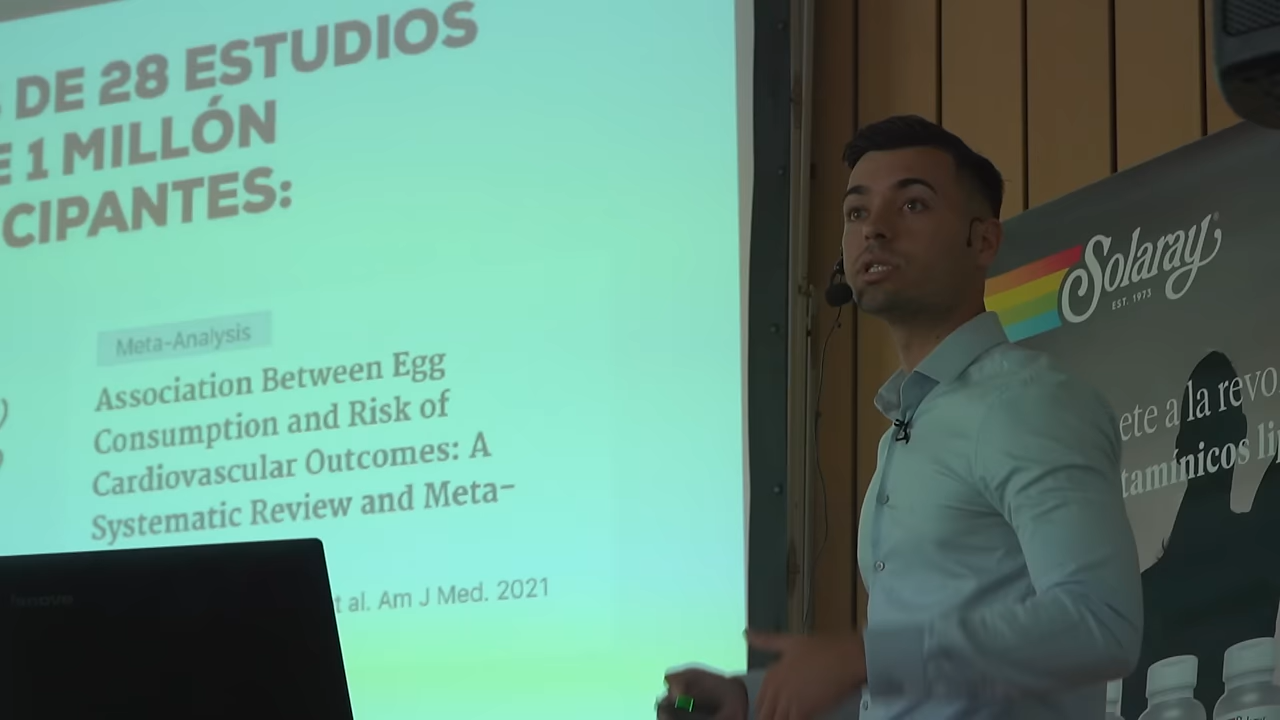 DE 28 ESTUDIOS
1 MILLÓN
CIPANTES:
Meta-Analysis
Association Between Egg
Consumption and Risk of
Cardiovascular Outcomes: A
Systematic Review and Meta-
t al. Am J Med. 2021
Solaray
EST. 1973
ete a la revo
tamínicos li